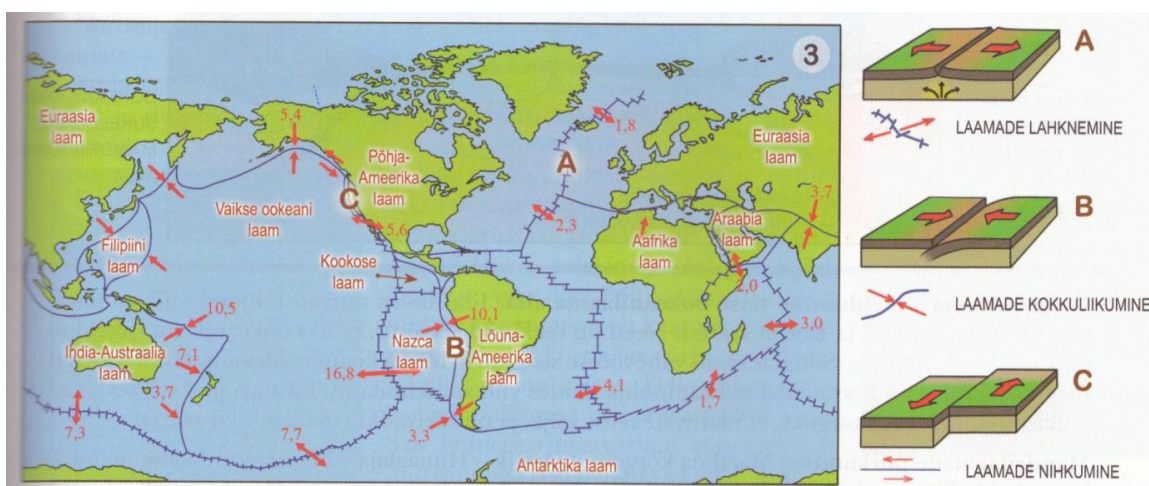 3
Euraasia
laam
5,4
Põhja-
Ameerika
laam
1,8
A
Euraasia
laam
Vaikse ookeani
laam
C
5,6
2,3
3,7
Filipiini
laam
Kookose
laam
Aafrika
laam
Araabia
laam
2,0
10,5
India-Austraalia
laam
7,1
3,7
7,3
10,1
B
Nazca
laam
Lõuna-
Ameerika
laam
16,8
3,0
4,1
1,7
3,3
7,7
Antarktika laam
A
LAAMADE LAHKNEMINE
B
LAAMADE KOKKULIIKUMINE
C
LAAMADE NIHKUMINE